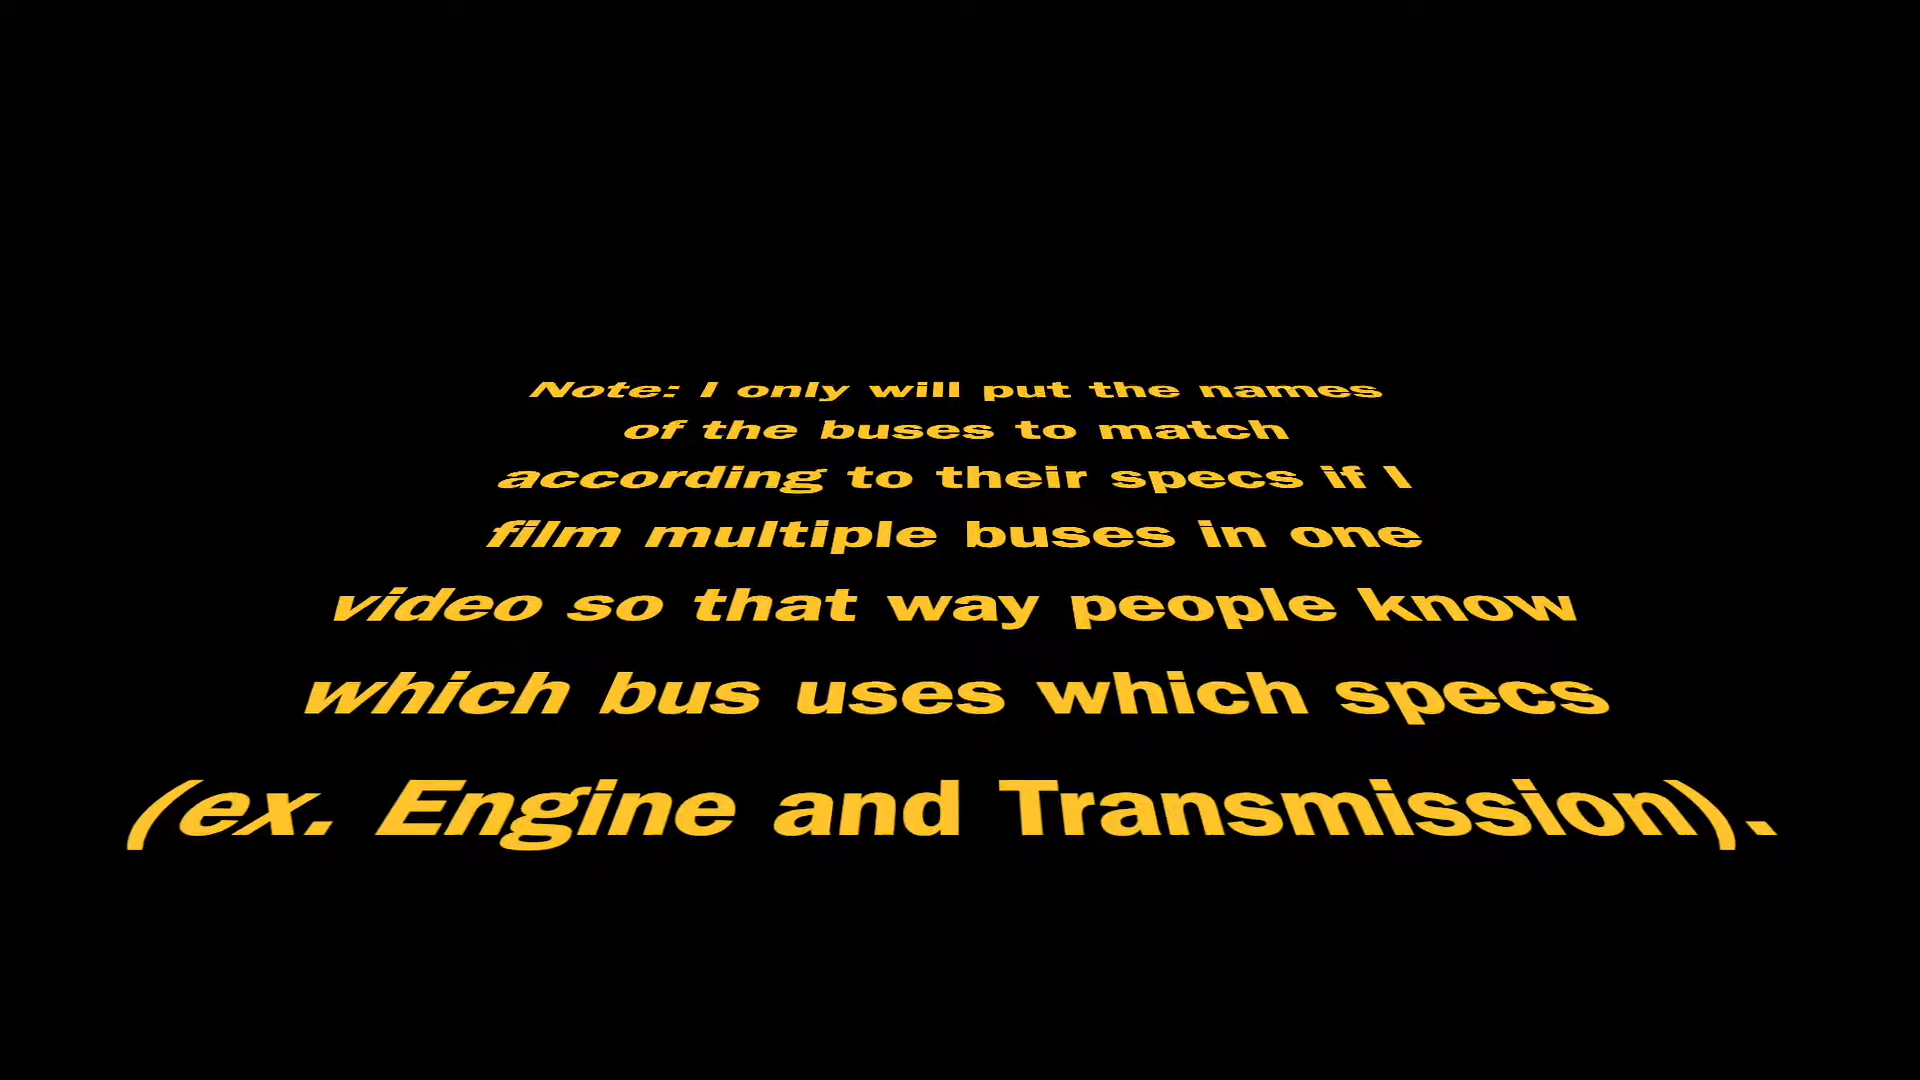 Note: I only will put the names
of the buses to match
according to their specs if I
film multiple buses in one
video so that way people know
which bus uses which specs
(ex. Engine and Transmission).